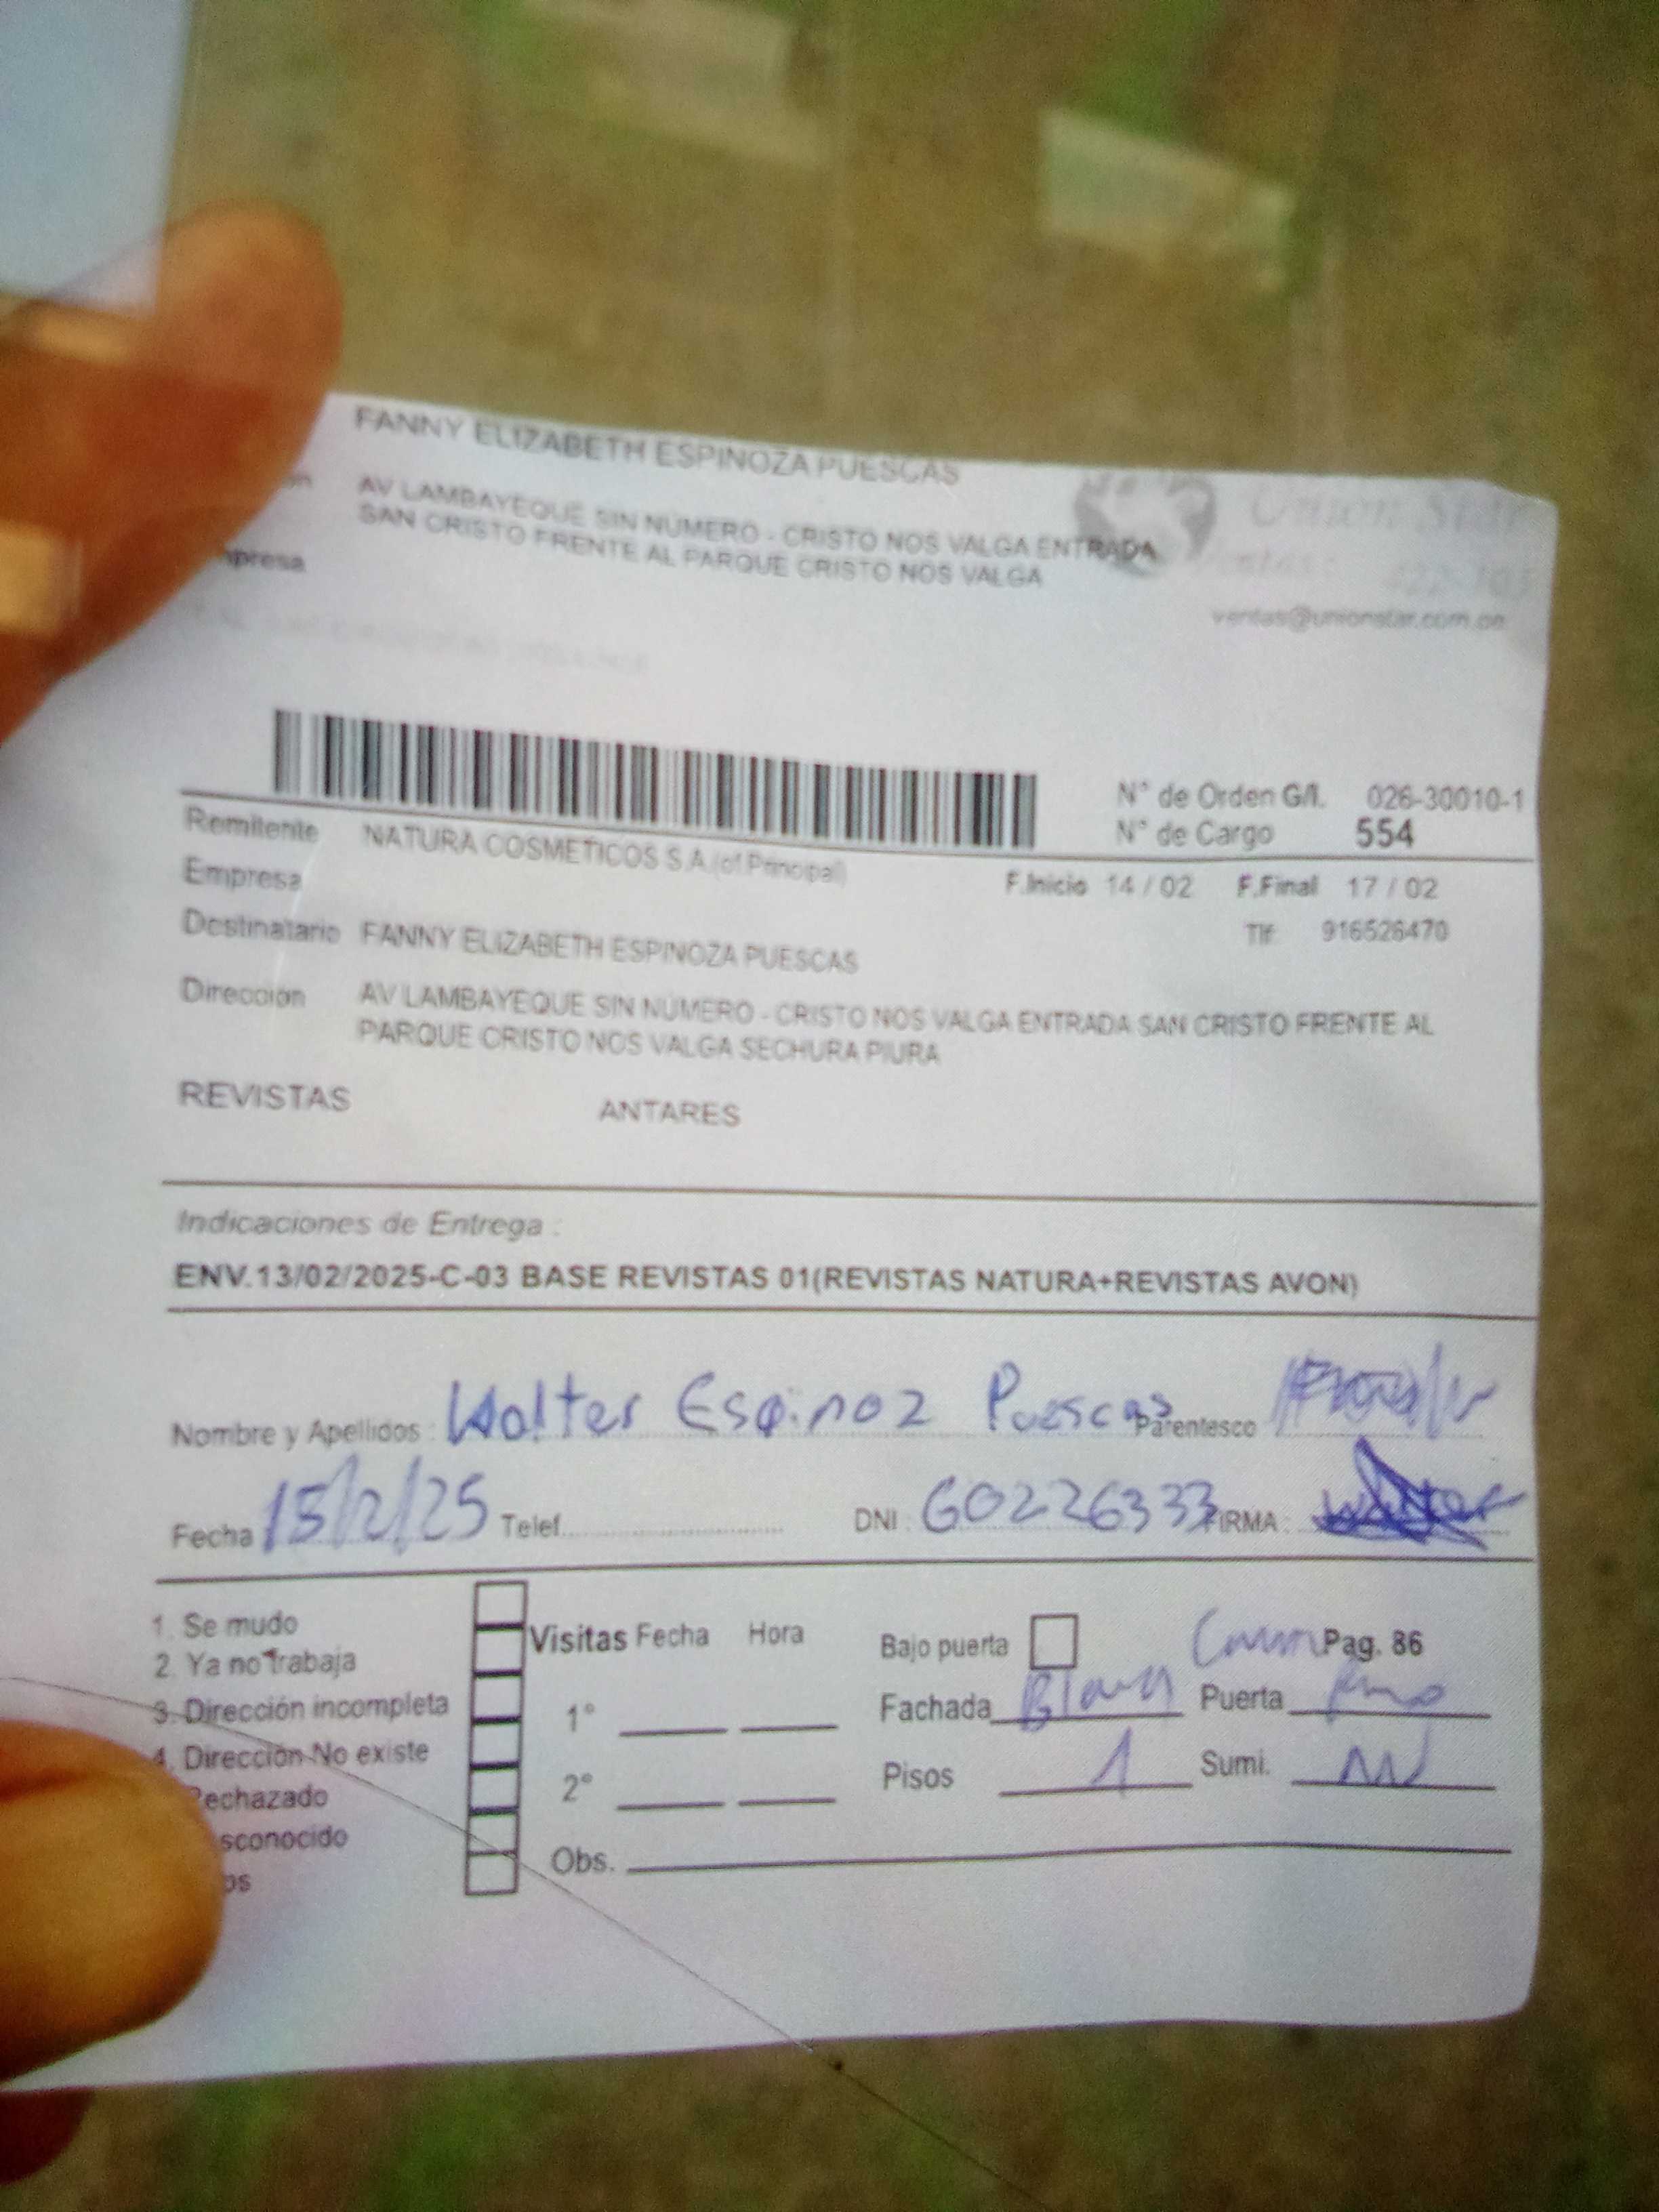 FANNY ELIZABETH ESPINOZA PUESCAS
AV LAMBAYEQUE SIN NÚMERO - CRISTO NOS VALGA ENTRADA
SAN CRISTO FRENTE AL PARQUE CRISTO NOS VALGA
presa
Union Star
ventas@unionstar.com.pe
N° de Orden G/I. 026-30010-1
N° de Cargo 554
Remitente NATURA COSMETICOS S.A.(of Principal)
Empresa F.Inicio 14 / 02 F.Final 17 / 02
Destinatario FANNY ELIZABETH ESPINOZA PUESCAS Tlf: 916526470
Dirección AV LAMBAYEQUE SIN NÚMERO - CRISTO NOS VALGA ENTRADA SAN CRISTO FRENTE AL
PARQUE CRISTO NOS VALGA SECHURA PIURA
REVISTAS ANTARES
Indicaciones de Entrega :
ENV.13/02/2025-C-03 BASE REVISTAS 01(REVISTAS NATURA+REVISTAS AVON)
Nombre y Apellidos : Walter Espinoz Puescas Parentesco
Fecha 15/2/25 Telef. DNI : 60226333 FIRMA :
1. Se mudo
2. Ya no trabaja
3. Dirección incompleta
4. Dirección No existe
Rechazado
sconocido
os
Visitas Fecha Hora
1°
2°
Obs.
Bajo puerta Pag. 86
Fachada Puerta
Pisos 1 Sumi.